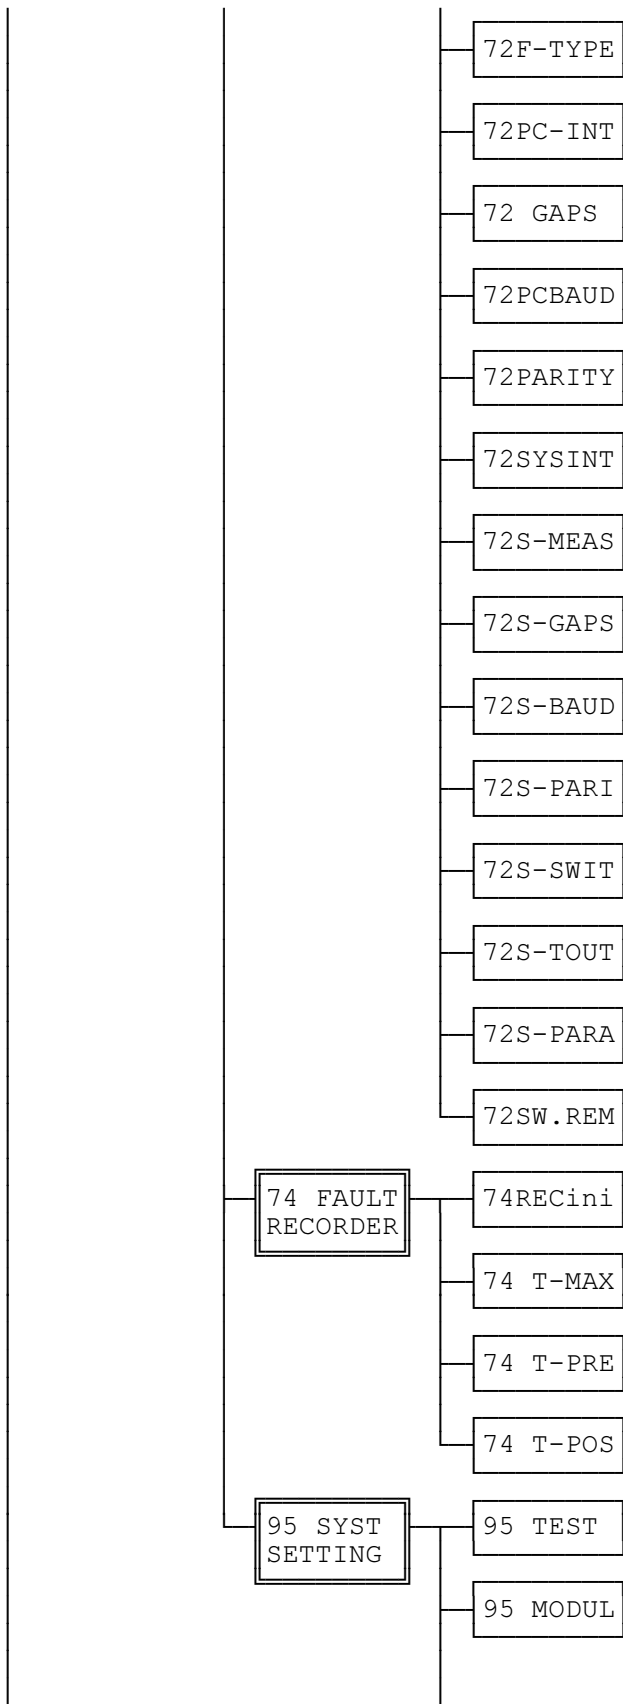 72F-TYPE
72PC-INT
72 GAPS
72PCBAUD
72PARITY
72SYSINT
72S-MEAS
72S-GAPS
72S-BAUD
72S-PARI
72S-SWIT
72S-TOUT
72S-PARA
72SW.REM
74 FAULT
RECORDER
74RECini
74 T-MAX
74 T-PRE
74 T-POS
95 SYST
SETTING
95 TEST
95 MODUL